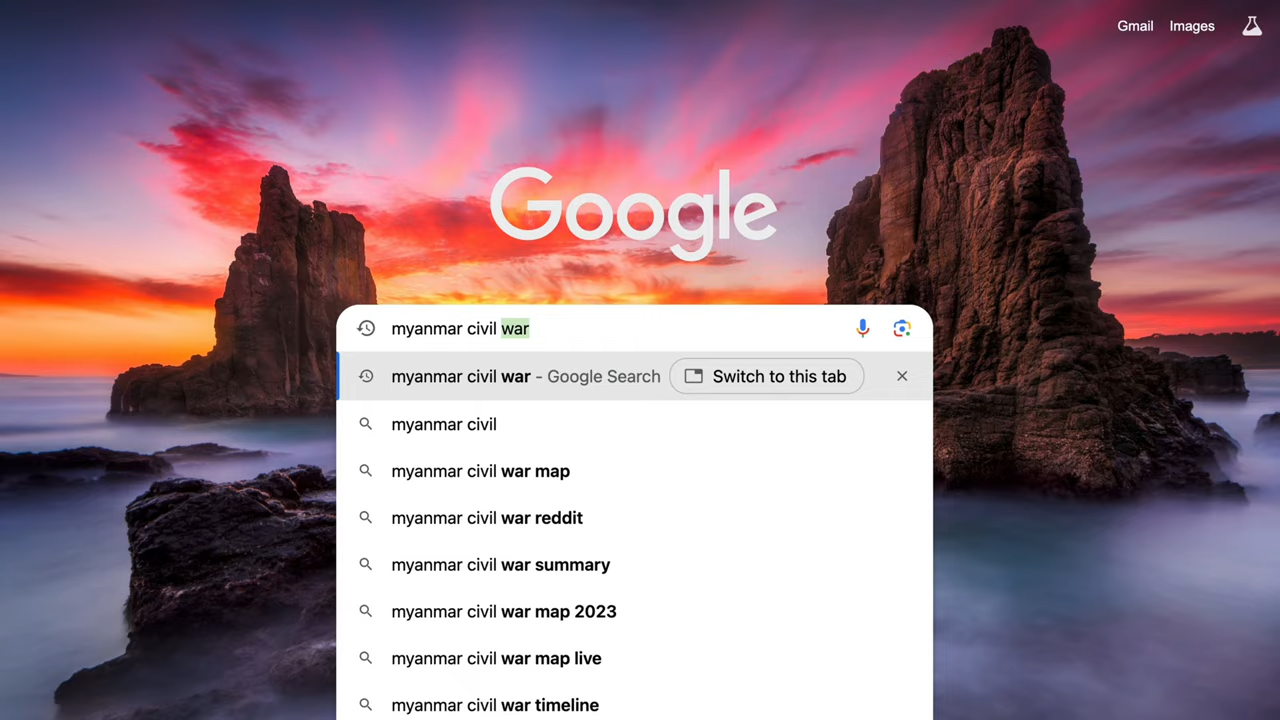 Gmail Images
Google
myanmar civil war
myanmar civil war - Google Search Switch to this tab
myanmar civil
myanmar civil war map
myanmar civil war reddit
myanmar civil war summary
myanmar civil war map 2023
myanmar civil war map live
myanmar civil war timeline